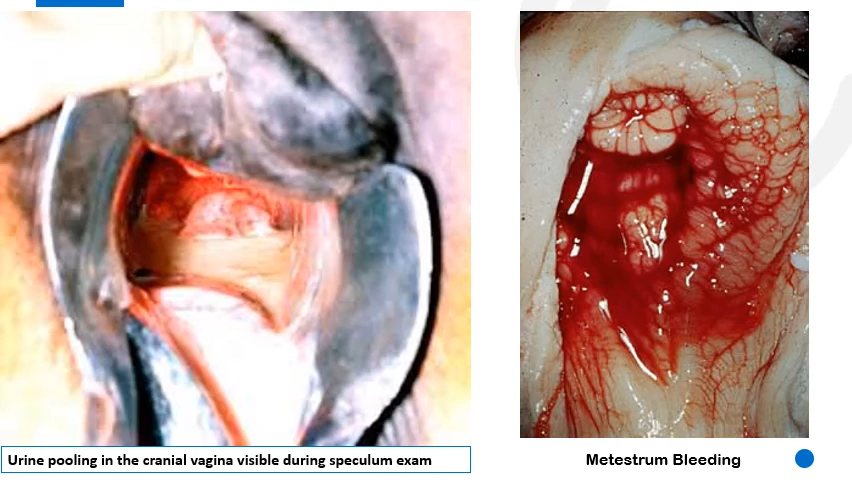 Urine pooling in the cranial vagina visible during speculum exam
Metestrum Bleeding